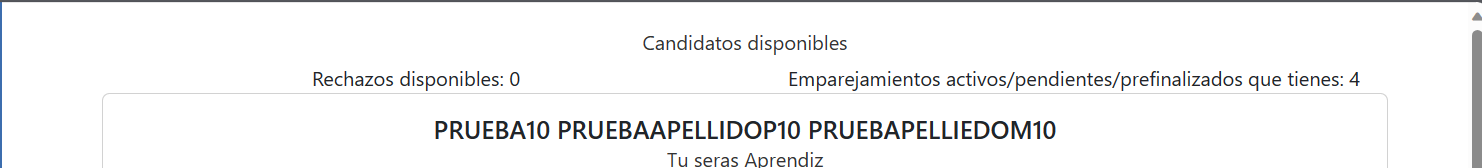 Candidatos disponibles
Rechazos disponibles: 0 Emparejamientos activos/pendientes/prefinalizados que tienes: 4
PRUEBA10 PRUEBAAPELLIDOP10 PRUEBAPELLIEDOM10
Tu seras Aprendiz